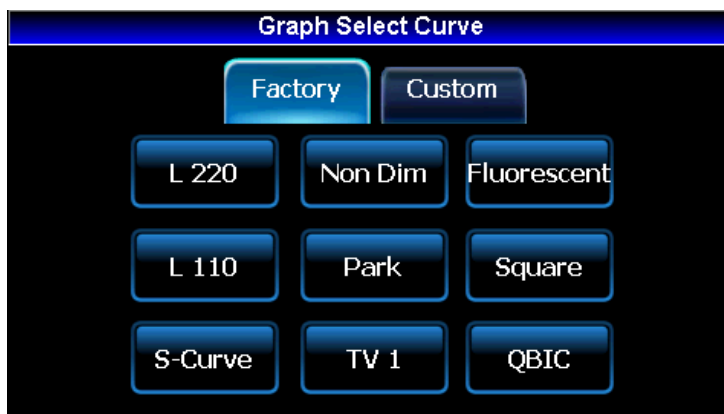 Graph Select Curve
Factory Custom
L 220 Non Dim Fluorescent
L 110 Park Square
S-Curve TV 1 QBIC